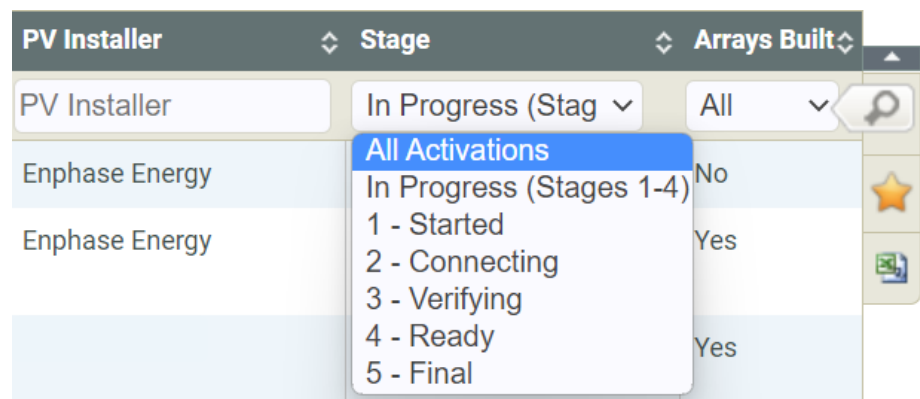 PV Installer Stage Arrays Built
PV Installer In Progress (Stag All
All Activations
Enphase Energy No
In Progress (Stages 1-4)
1 - Started
Enphase Energy Yes
2 - Connecting
3 - Verifying
4 - Ready
Yes
5 - Final